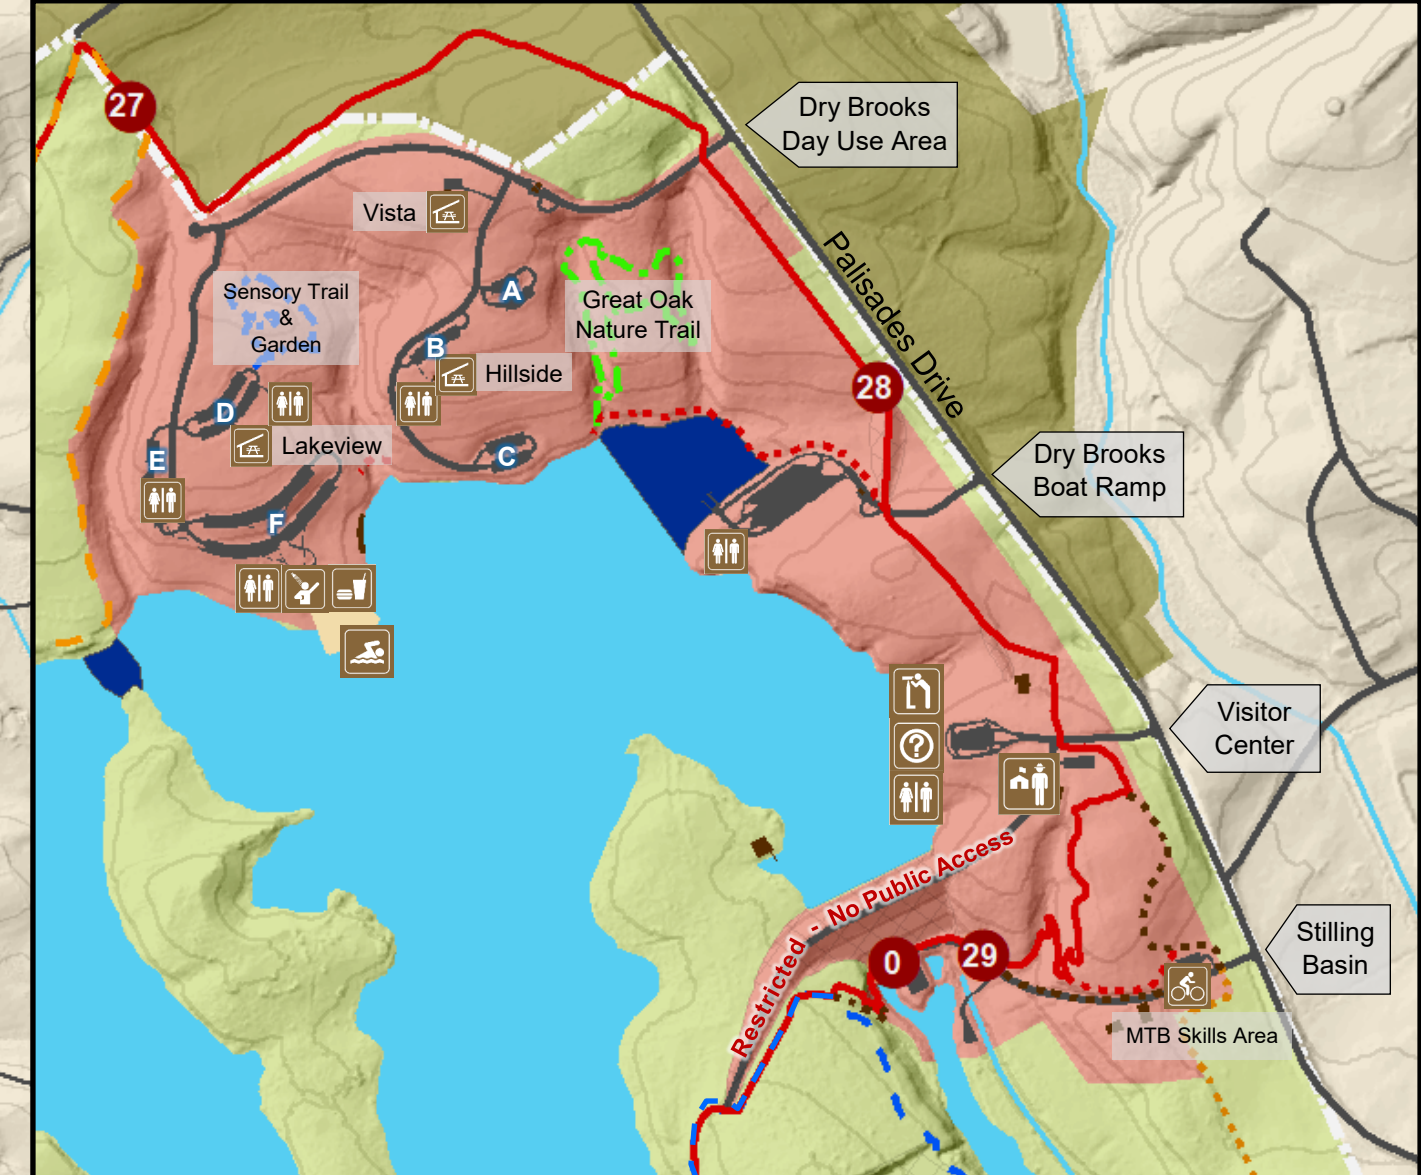 27
Dry Brooks
Day Use Area
Vista
Palisades Drive
Sensory Trail
&
Garden
A
Great Oak
Nature Trail
B
Hillside
28
D
Lakeview
E
C
Dry Brooks
Boat Ramp
F
Visitor
Center
?
Restricted - No Public Access
0
29
Stilling
Basin
MTB Skills Area